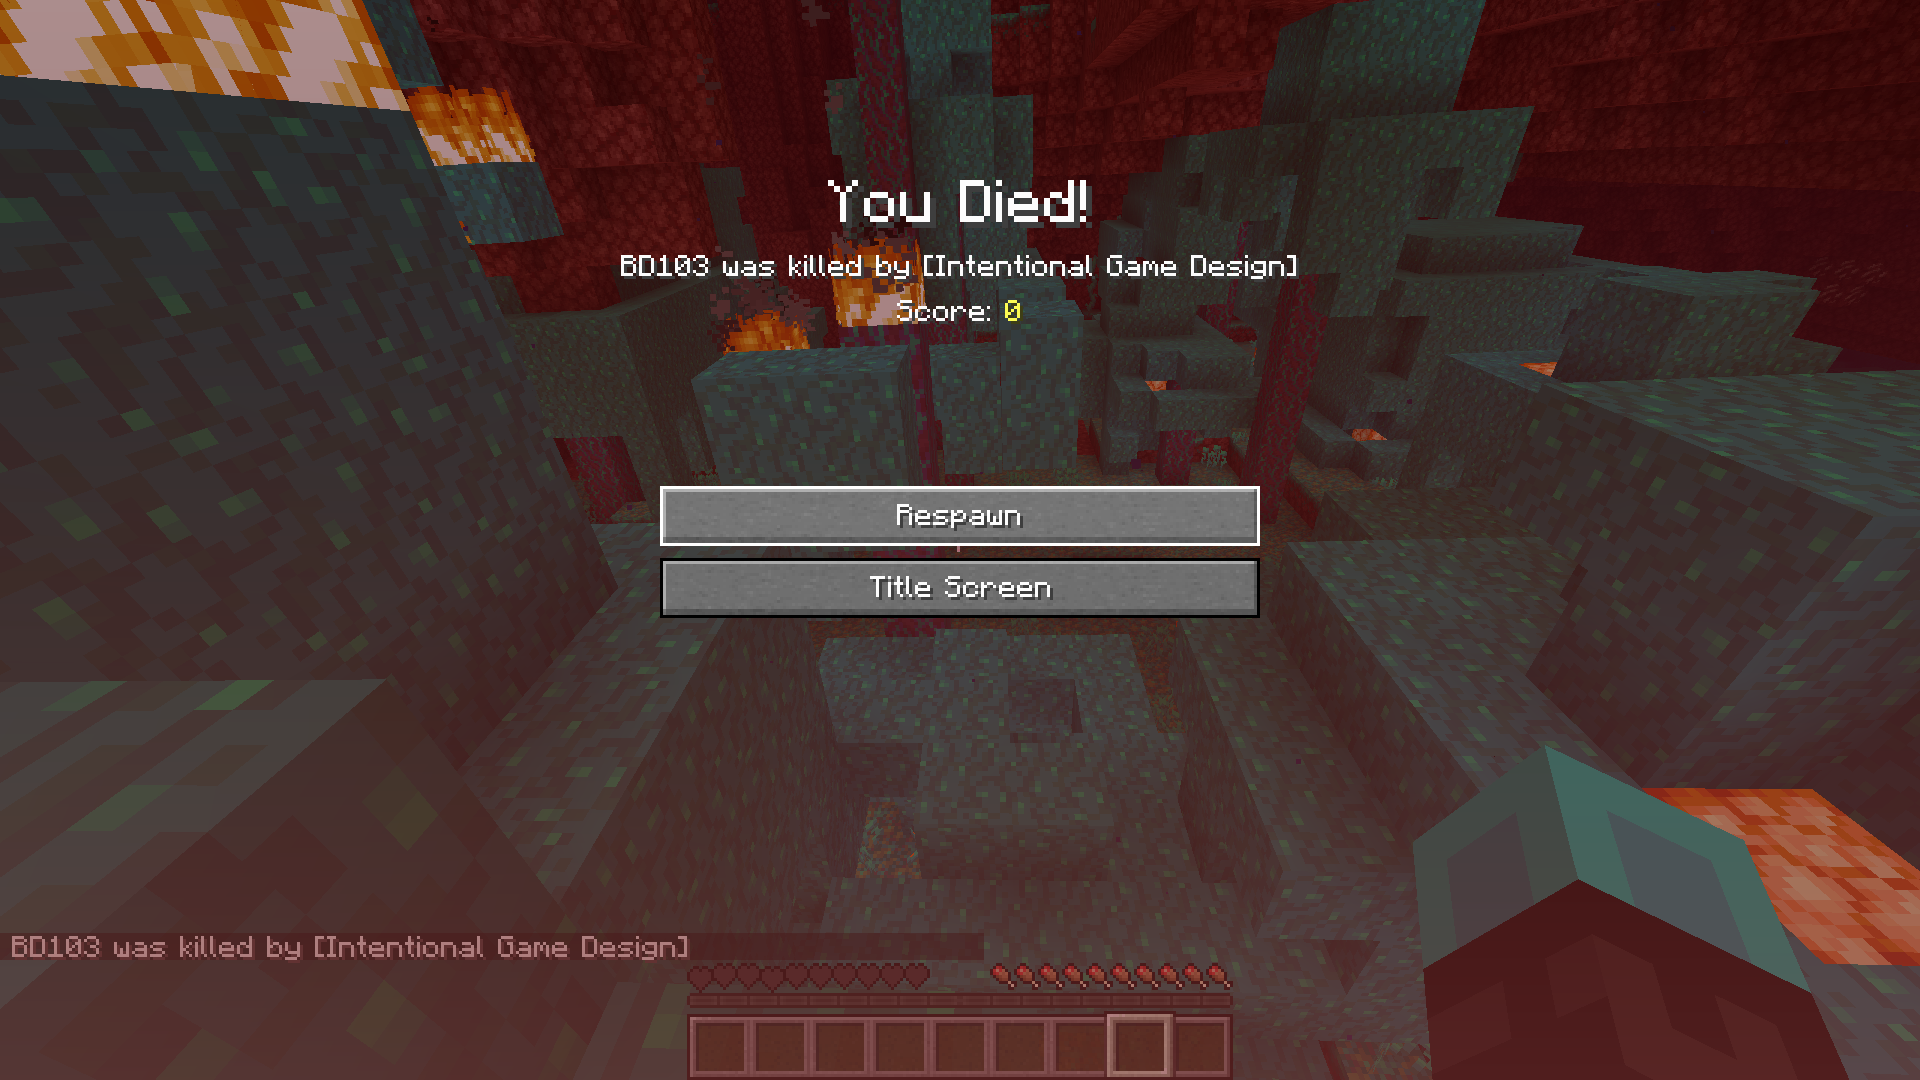 You Died!
BD103 was killed by [Intentional Game Design]
Score: 0
Respawn
Title Screen
BD103 was killed by [Intentional Game Design]